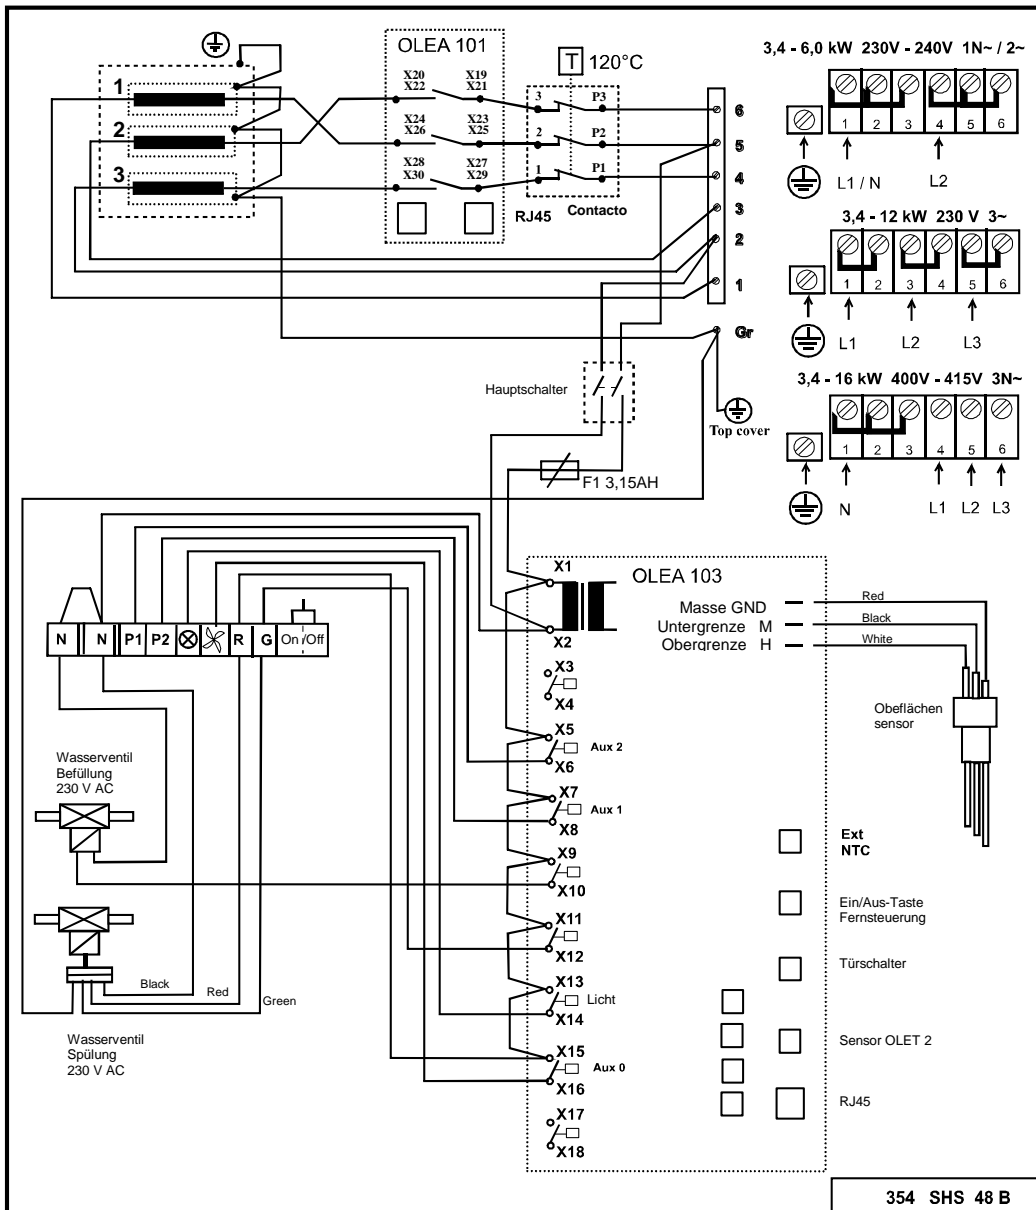 OLEA 101
T 120°C
3,4 - 6,0 kW 230V - 240V 1N~ / 2~
1 2 3 4 5 6
L1 / N L2
X20 X19
X22 X21
X24 X23
X26 X25
X28 X27
X30 X29
1
2
3
3 P3
2 P2
1 P1
RJ45
Contacto
6
5
4
3
2
1
Gr
3,4 - 12 kW 230 V 3~
1 2 3 4 5 6
L1 L2 L3
3,4 - 16 kW 400V - 415V 3N~
1 2 3 4 5 6
N L1 L2 L3
Hauptschalter
Top cover
F1 3,15AH
N N P1 P2 R G On /Off
OLEA 103
X1
X2
X3
X4
X5
X6
Aux 2
X7
X8
Aux 1
X9
X10
X11
X12
X13
X14
Licht
X15
X16
Aux 0
X17
X18
Masse GND
Untergrenze M
Obergrenze H
Red
Black
White
Obeflächen
sensor
Wasserventil
Befüllung
230 V AC
Black
Red
Green
Wasserventil
Spülung
230 V AC
Ext
NTC
Ein/Aus-Taste
Fernsteuerung
Türschalter
Sensor OLET 2
RJ45
354 SHS 48 B